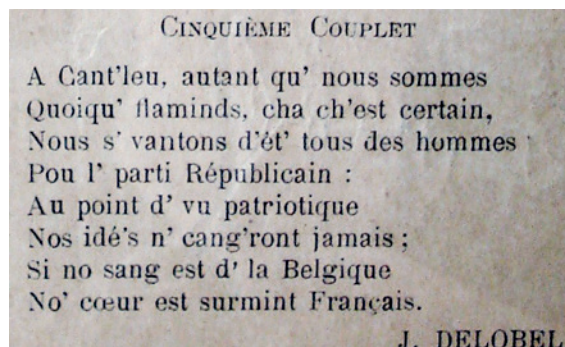 CINQUIÈME COUPLET
A Cant'leu, autant qu' nous sommes
Quoiqu' flaminds, cha ch'est certain,
Nous s' vantons d'êt' tous des hommes
Pou l' parti Républicain :
Au point d' vu patriotique
Nos idé's n' cang'ront jamais ;
Si no sang est d' la Belgique
No' cœur est surmint Français.
J. DELOBEL